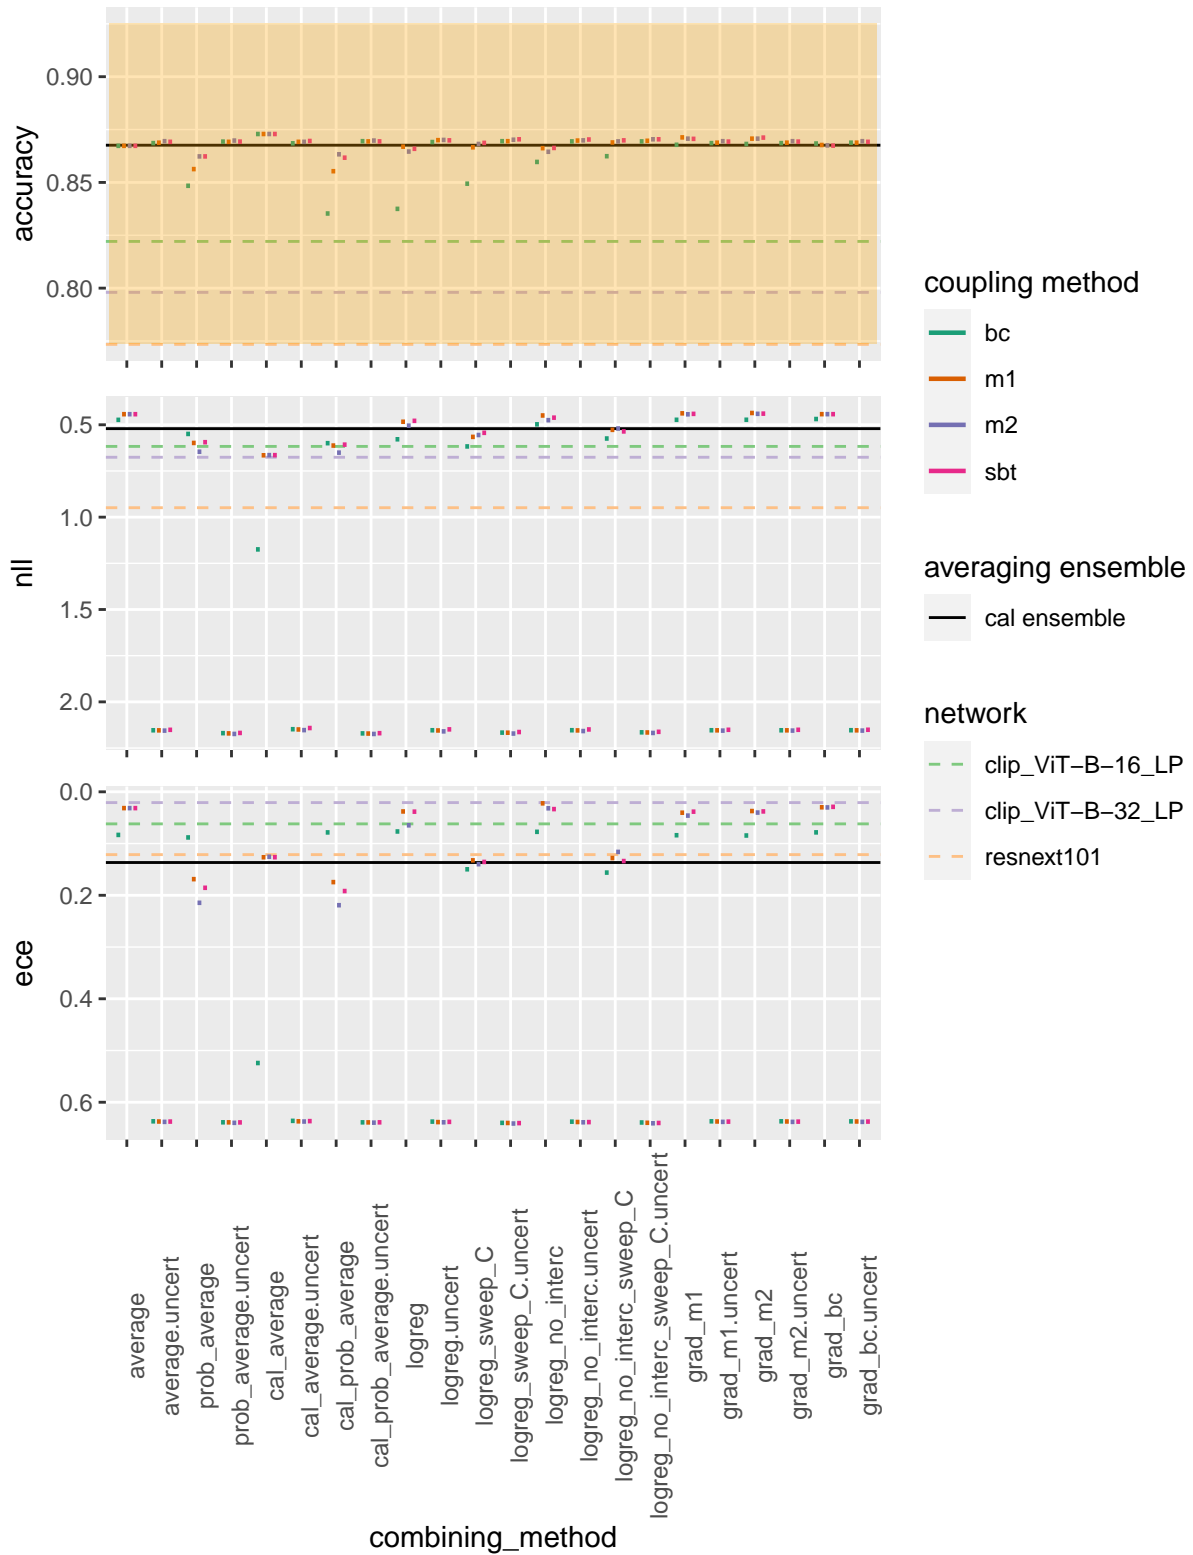 accuracy
0.90
0.85
0.80
nll
0.5
1.0
1.5
2.0
ece
0.0
0.2
0.4
0.6
average
average.uncert
prob_average
prob_average.uncert
cal_average
cal_average.uncert
cal_prob_average
cal_prob_average.uncert
logreg
logreg.uncert
logreg_sweep_C
logreg_sweep_C.uncert
logreg_no_interc
logreg_no_interc.uncert
logreg_no_interc_sweep_C
logreg_no_interc_sweep_C.uncert
grad_m1
grad_m1.uncert
grad_m2
grad_m2.uncert
grad_bc
grad_bc.uncert
combining_method
coupling method
bc
m1
m2
sbt
averaging ensemble
cal ensemble
network
clip_ViT−B−16_LP
clip_ViT−B−32_LP
resnext101